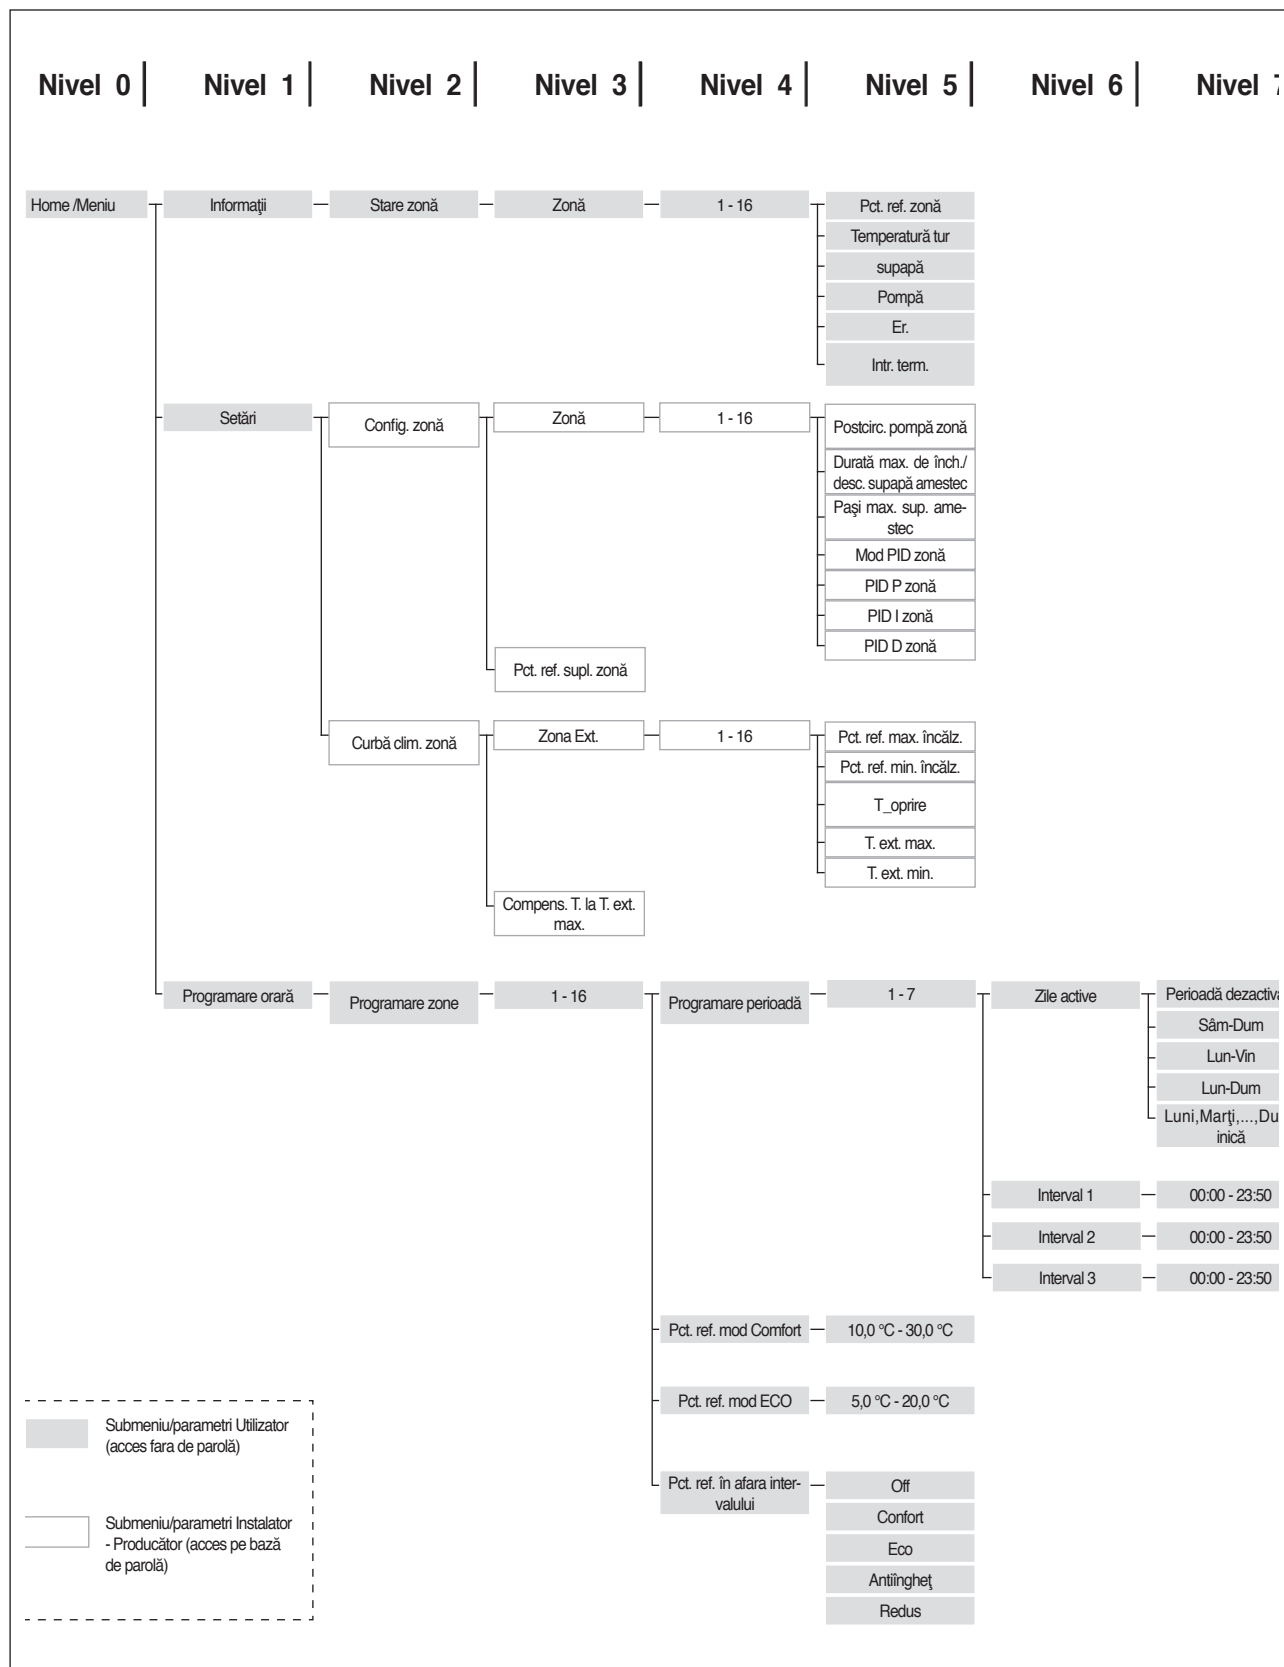 Nivel 0 Nivel 1 Nivel 2 Nivel 3 Nivel 4 Nivel 5 Nivel 6 Nivel 7
Home /Meniu Informaţii Stare zonă Zonă 1 - 16 Pct. ref. zonă
Temperatură tur
supapă
Pompă
Er.
Intr. term.
Setări Config. zonă Zonă 1 - 16 Postcirc. pompă zonă
Durată max. de înch./
desc. supapă amestec
Paşi max. sup. ame-
stec
Mod PID zonă
PID P zonă
PID I zonă
PID D zonă
Pct. ref. supl. zonă
Curbă clim. zonă Zona Ext. 1 - 16 Pct. ref. max. încălz.
Pct. ref. min. încălz.
T_oprire
T. ext. max.
T. ext. min.
Compens. T. la T. ext.
max.
Programare orară Programare zone 1 - 16 Programare perioadă 1 - 7 Zile active Perioadă dezactiva
Sâm-Dum
Lun-Vin
Lun-Dum
Luni,Marţi,...,Du
inică
Interval 1 00:00 - 23:50
Interval 2 00:00 - 23:50
Interval 3 00:00 - 23:50
Pct. ref. mod Comfort 10,0 °C - 30,0 °C
Pct. ref. mod ECO 5,0 °C - 20,0 °C
Pct. ref. în afara inter-
valului
Off
Confort
Eco
Antiîngheţ
Redus
Submeniu/parametri Utilizator
(acces fara de parolă)
Submeniu/parametri Instalator
- Producător (acces pe bază
de parolă)